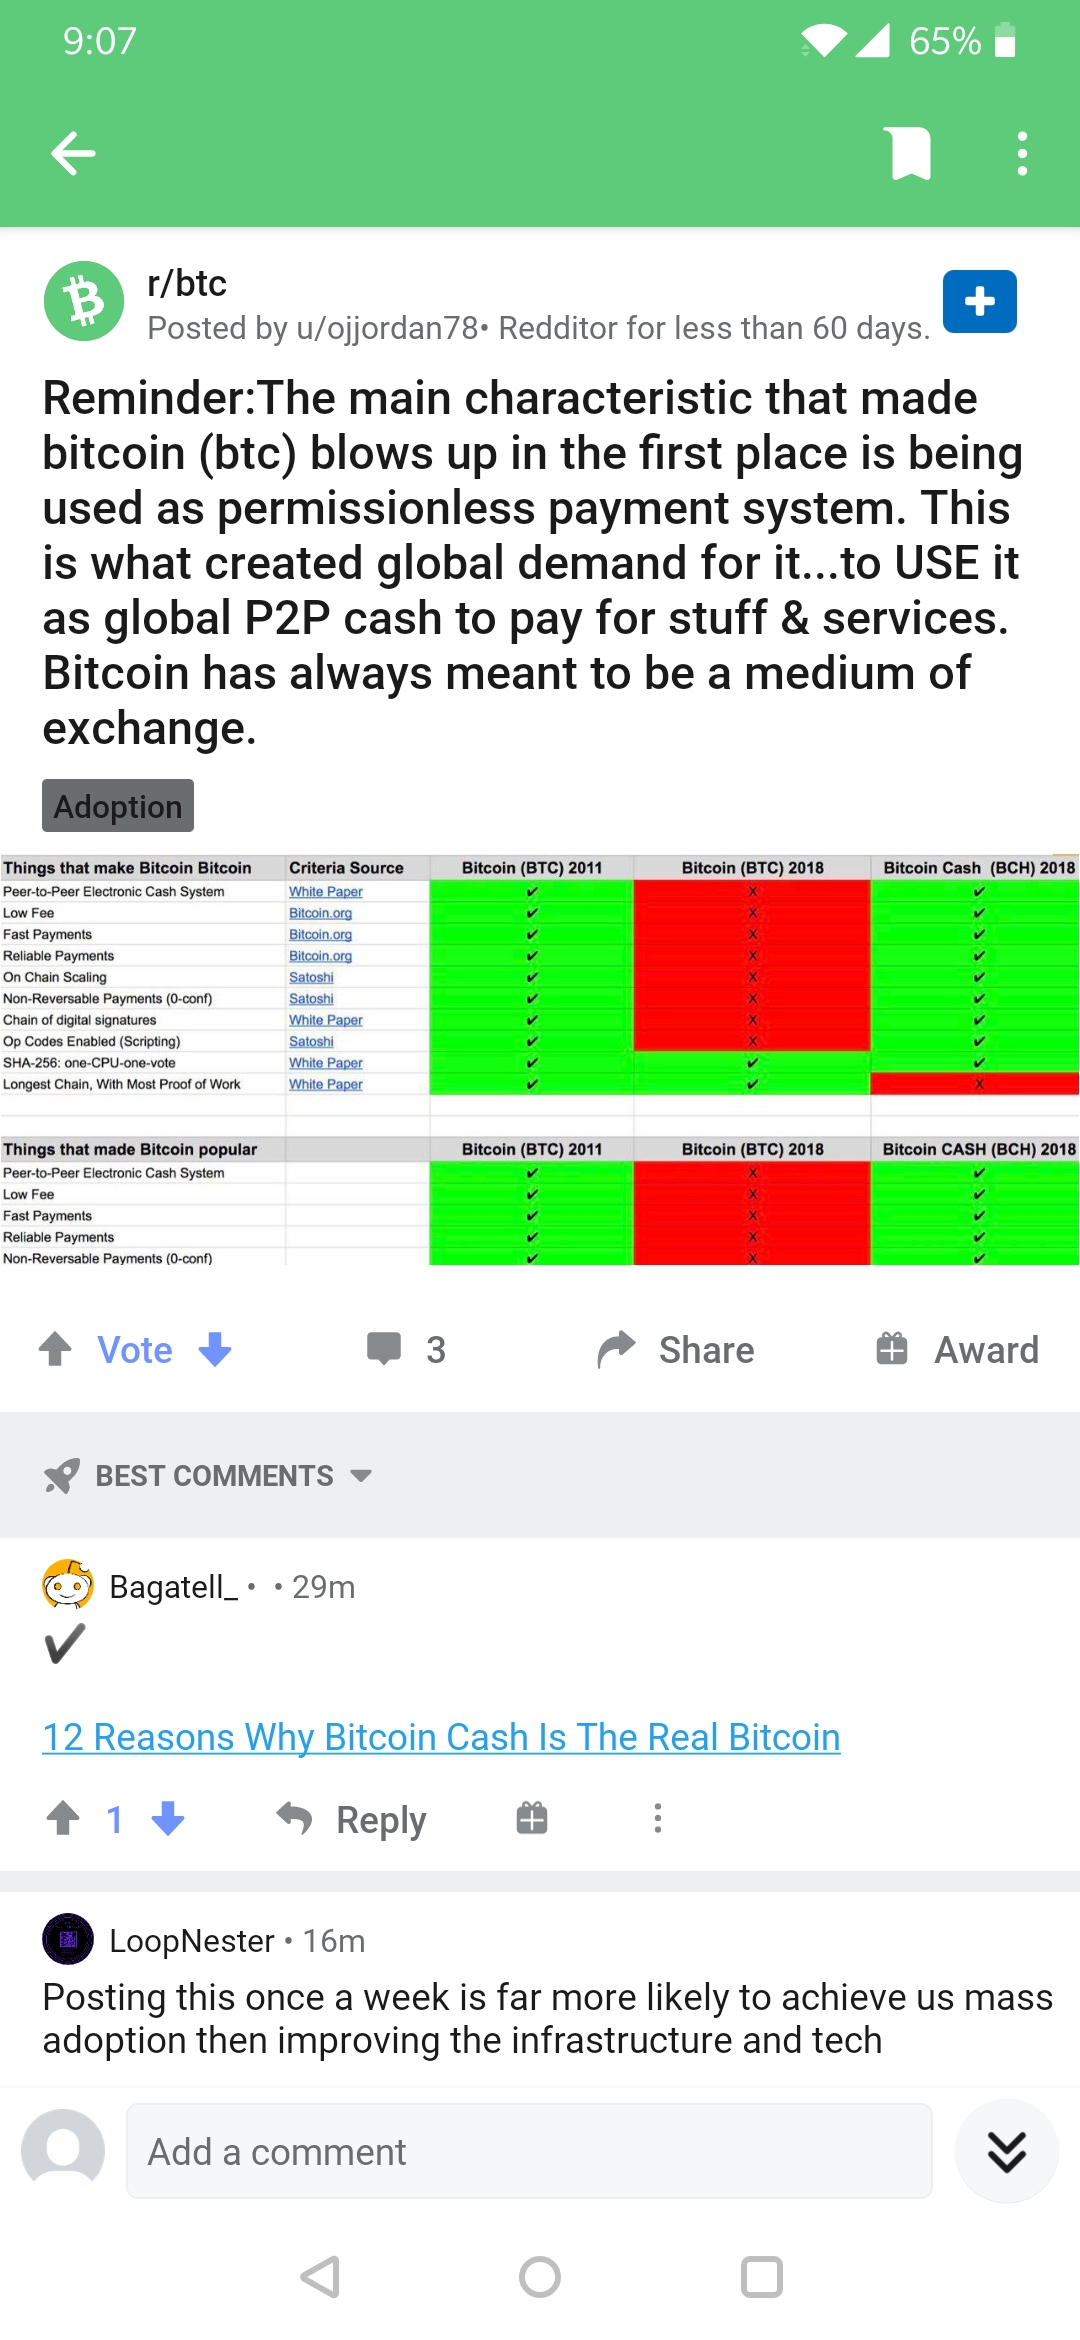 9:07
65%
r/btc
Posted by u/ojjordan78• Redditor for less than 60 days.
Reminder:The main characteristic that made
bitcoin (btc) blows up in the first place is being
used as permissionless payment system. This
is what created global demand for it...to USE it
as global P2P cash to pay for stuff & services.
Bitcoin has always meant to be a medium of
exchange.
Adoption
Things that make Bitcoin Bitcoin Criteria Source Bitcoin (BTC) 2011 Bitcoin (BTC) 2018 Bitcoin Cash (BCH) 2018
Peer-to-Peer Electronic Cash System White Paper ✔ X ✔
Low Fee Bitcoin.org ✔ X ✔
Fast Payments Bitcoin.org ✔ X ✔
Reliable Payments Bitcoin.org ✔ X ✔
On Chain Scaling Satoshi ✔ X ✔
Non-Reversable Payments (0-conf) Satoshi ✔ X ✔
Chain of digital signatures White Paper ✔ X ✔
Op Codes Enabled (Scripting) Satoshi ✔ X ✔
SHA-256: one-CPU-one-vote White Paper ✔ ✔ ✔
Longest Chain, With Most Proof of Work White Paper ✔ ✔ X
Things that made Bitcoin popular Bitcoin (BTC) 2011 Bitcoin (BTC) 2018 Bitcoin CASH (BCH) 2018
Peer-to-Peer Electronic Cash System ✔ X ✔
Low Fee ✔ X ✔
Fast Payments ✔ X ✔
Reliable Payments ✔ X ✔
Non-Reversable Payments (0-conf) ✔ X ✔
Vote 3 Share Award
BEST COMMENTS
Bagatell_ • • 29m
✔
12 Reasons Why Bitcoin Cash Is The Real Bitcoin
1 Reply
LoopNester • 16m
Posting this once a week is far more likely to achieve us mass
adoption then improving the infrastructure and tech
Add a comment